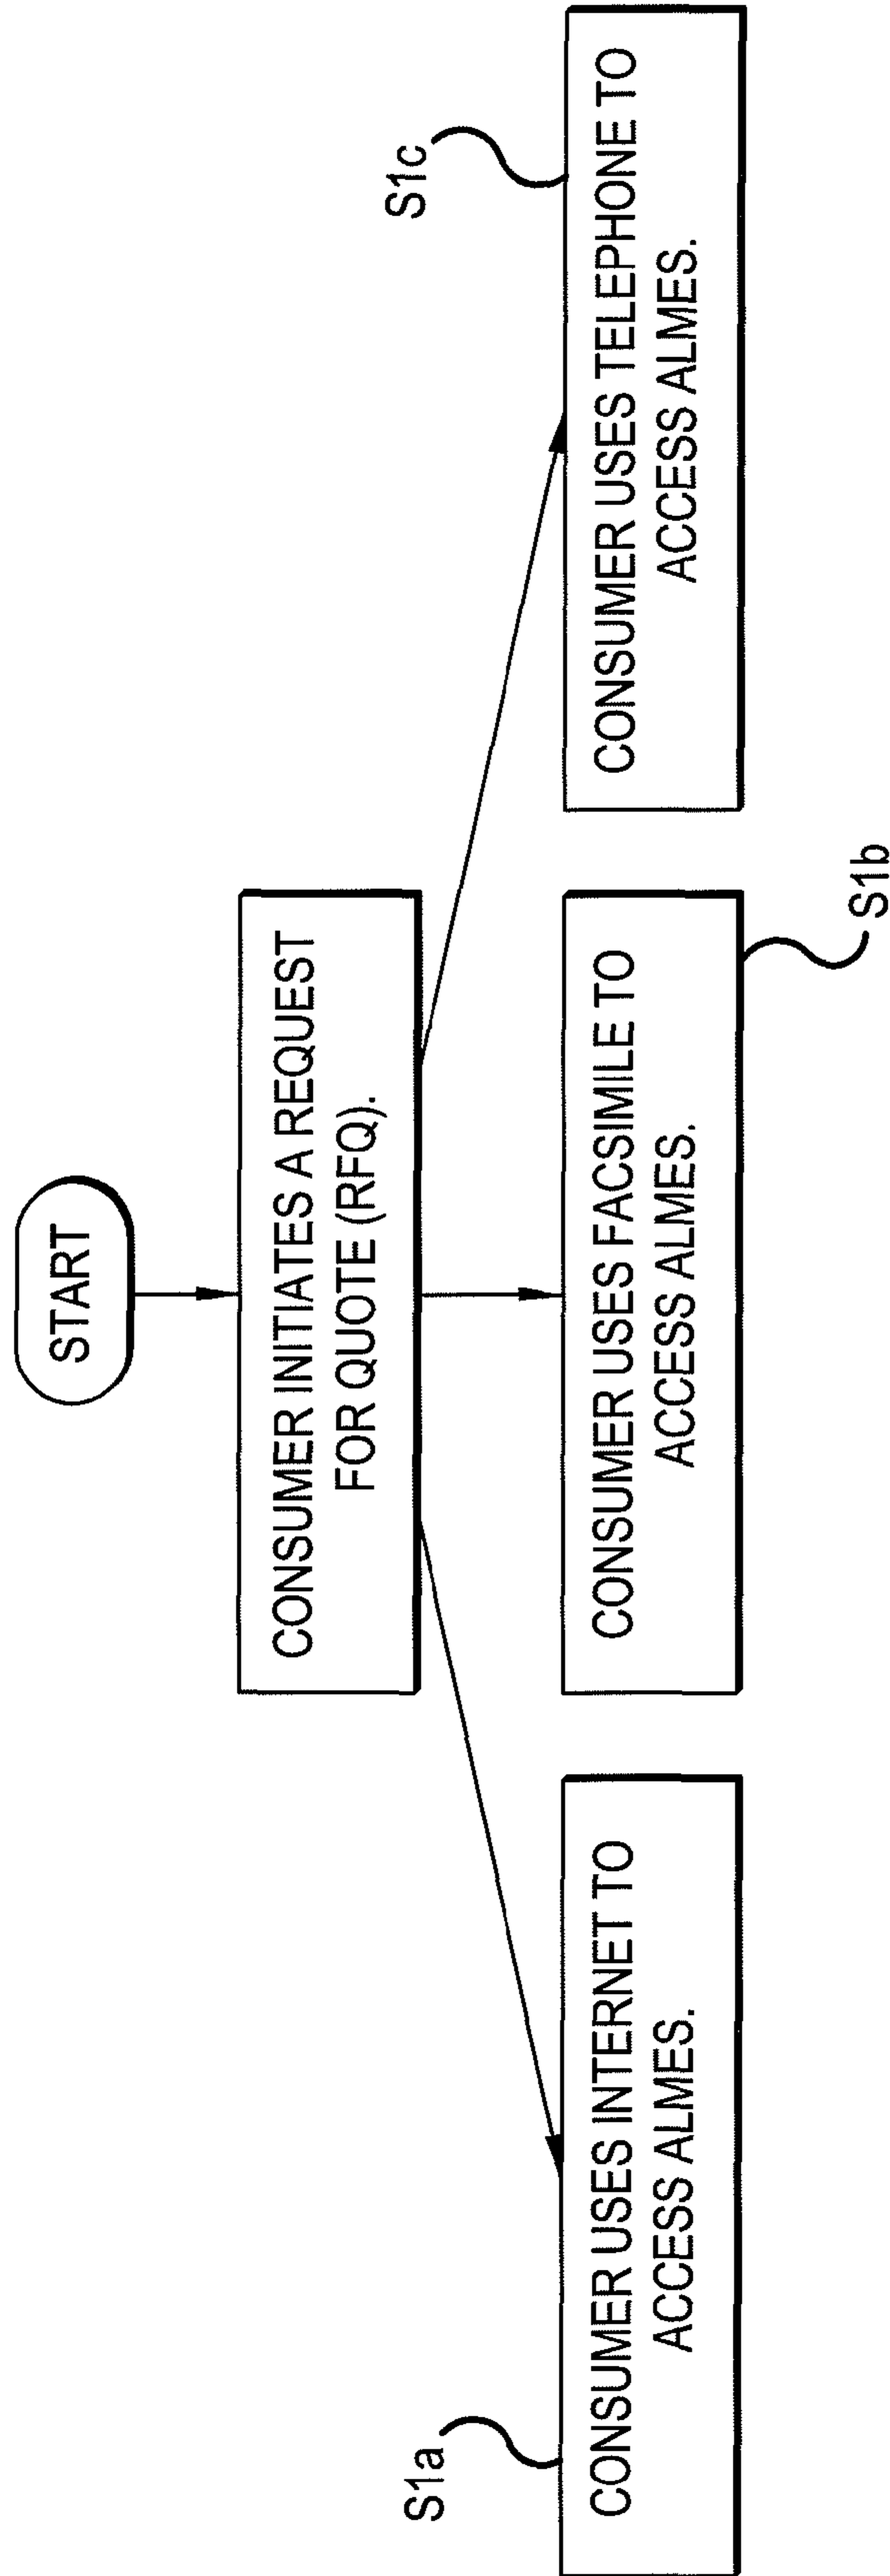 START
CONSUMER INITIATES A REQUEST
FOR QUOTE (RFQ).
S1a
CONSUMER USES INTERNET TO
ACCESS ALMES.
CONSUMER USES FACSIMILE TO
ACCESS ALMES.
S1b
S1c
CONSUMER USES TELEPHONE TO
ACCESS ALMES.